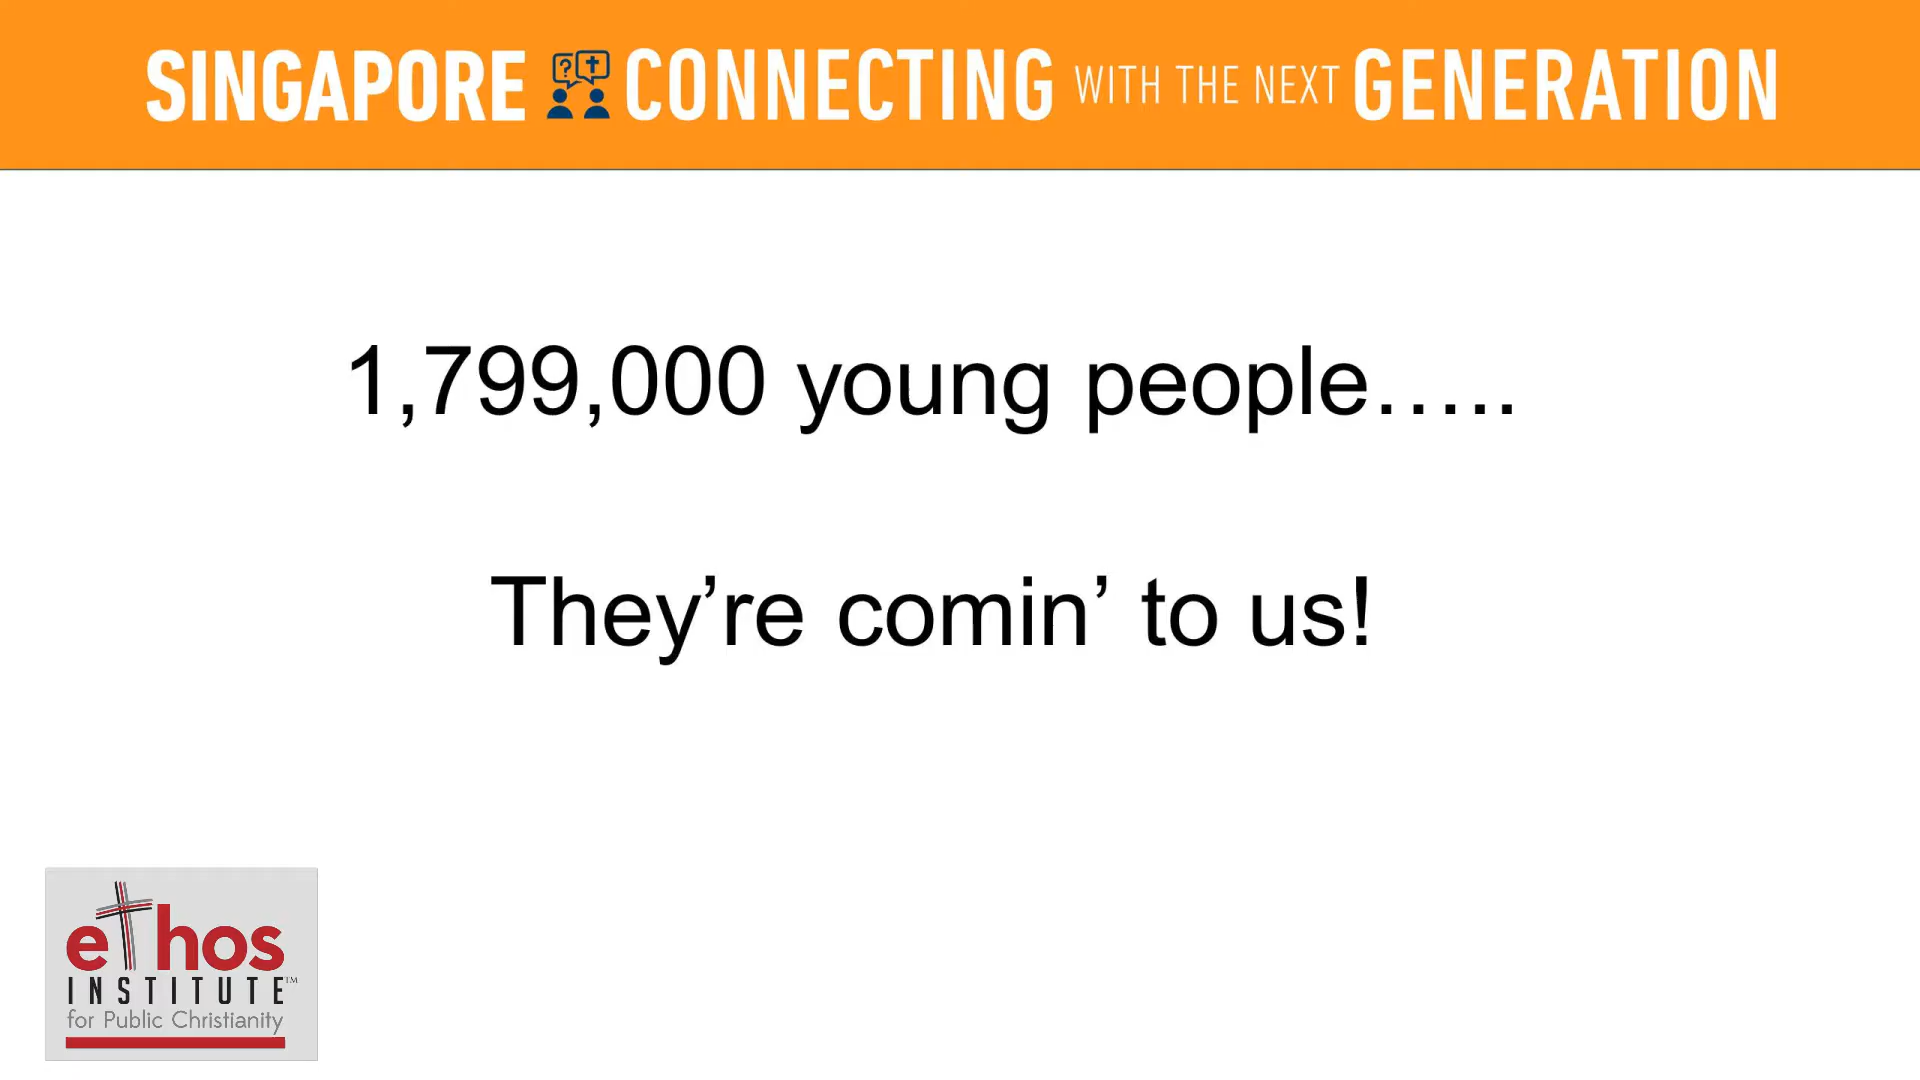 SINGAPORE ? CONNECTING WITH THE NEXT GENERATION
1,799,000 young people…..
They’re comin’ to us!
ethos
INSTITUTE™
for Public Christianity